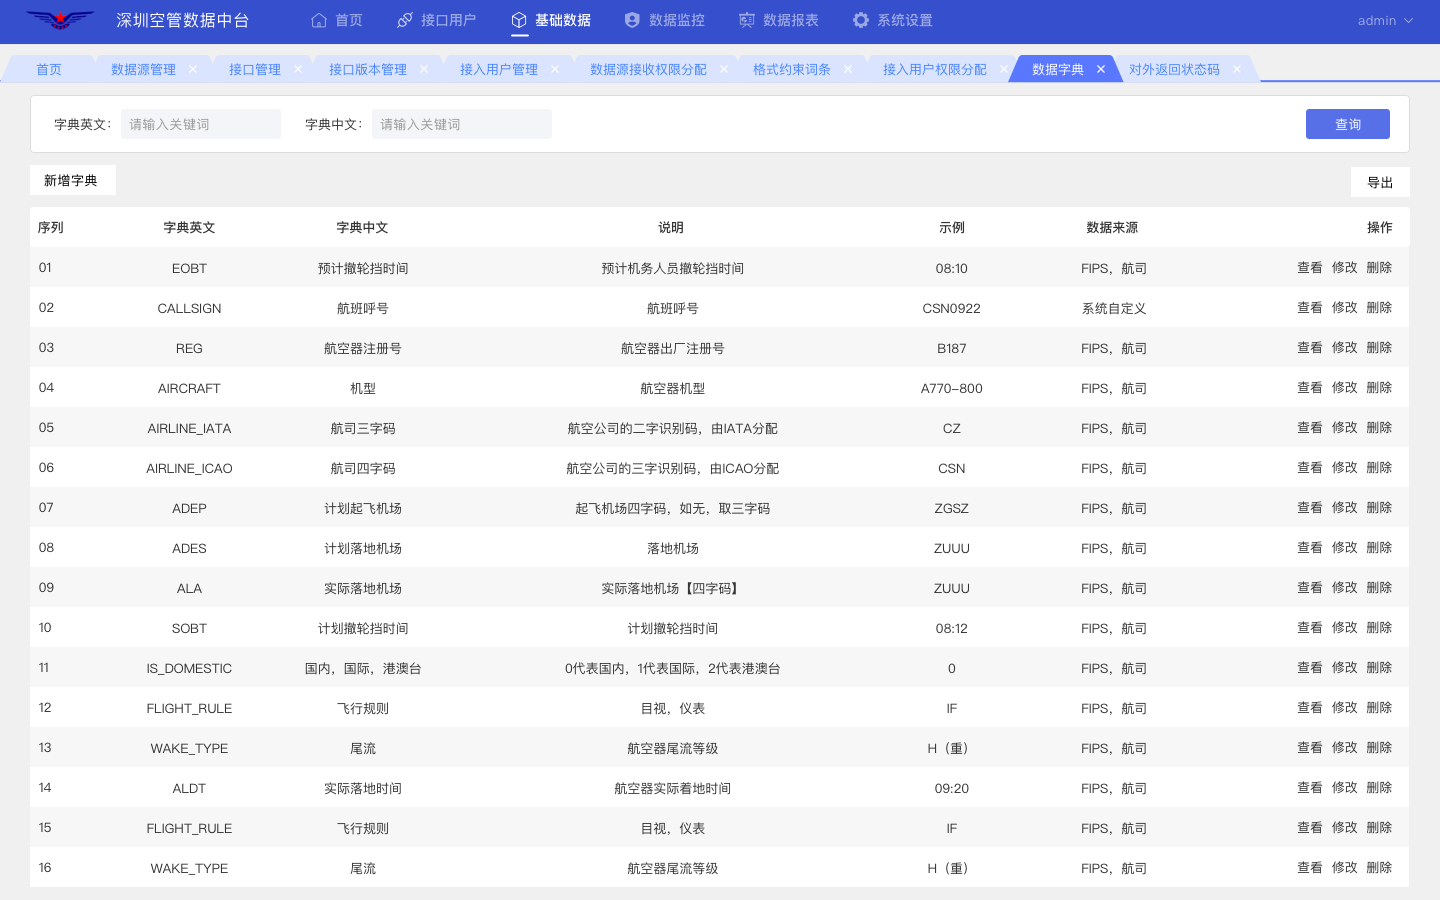 深圳空管数据中台 首页 接口用户 基础数据 数据监控 数据报表 系统设置 admin
首页 数据源管理 接口管理 接口版本管理 接入用户管理 数据源接收权限分配 格式约束词条 接入用户权限分配 数据字典 对外返回状态码
字典英文： 请输入关键词 字典中文： 请输入关键词 查询
新增字典 导出
序列 字典英文 字典中文 说明 示例 数据来源 操作
01 EOBT 预计撤轮挡时间 预计机务人员撤轮挡时间 08:10 FIPS，航司 查看 修改 删除
02 CALLSIGN 航班呼号 航班呼号 CSN0922 系统自定义 查看 修改 删除
03 REG 航空器注册号 航空器出厂注册号 B187 FIPS，航司 查看 修改 删除
04 AIRCRAFT 机型 航空器机型 A770-800 FIPS，航司 查看 修改 删除
05 AIRLINE_IATA 航司三字码 航空公司的二字识别码，由IATA分配 CZ FIPS，航司 查看 修改 删除
06 AIRLINE_ICAO 航司四字码 航空公司的三字识别码，由ICAO分配 CSN FIPS，航司 查看 修改 删除
07 ADEP 计划起飞机场 起飞机场四字码，如无，取三字码 ZGSZ FIPS，航司 查看 修改 删除
08 ADES 计划落地机场 落地机场 ZUUU FIPS，航司 查看 修改 删除
09 ALA 实际落地机场 实际落地机场【四字码】 ZUUU FIPS，航司 查看 修改 删除
10 SOBT 计划撤轮挡时间 计划撤轮挡时间 08:12 FIPS，航司 查看 修改 删除
11 IS_DOMESTIC 国内，国际，港澳台 0代表国内，1代表国际，2代表港澳台 0 FIPS，航司 查看 修改 删除
12 FLIGHT_RULE 飞行规则 目视，仪表 IF FIPS，航司 查看 修改 删除
13 WAKE_TYPE 尾流 航空器尾流等级 H（重） FIPS，航司 查看 修改 删除
14 ALDT 实际落地时间 航空器实际着地时间 09:20 FIPS，航司 查看 修改 删除
15 FLIGHT_RULE 飞行规则 目视，仪表 IF FIPS，航司 查看 修改 删除
16 WAKE_TYPE 尾流 航空器尾流等级 H（重） FIPS，航司 查看 修改 删除